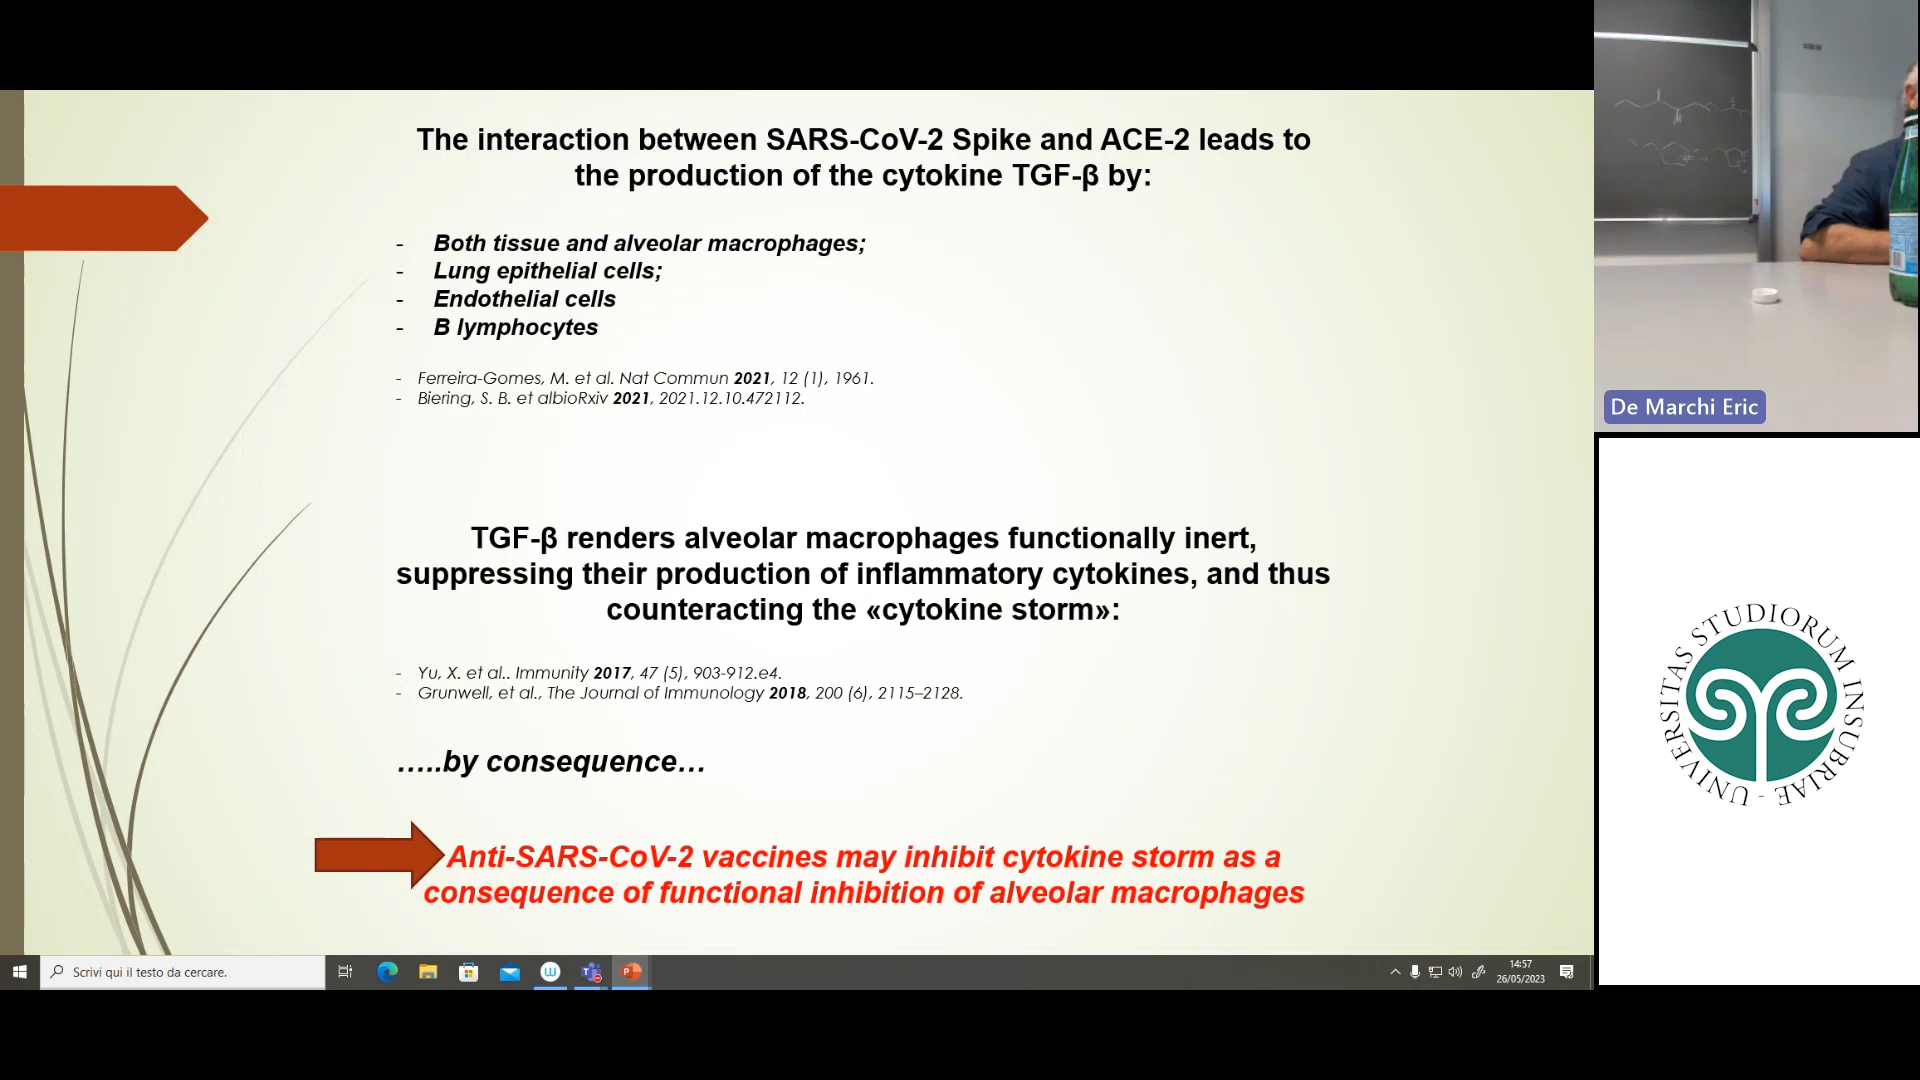 The interaction between SARS-CoV-2 Spike and ACE-2 leads to
the production of the cytokine TGF-β by:
- Both tissue and alveolar macrophages;
- Lung epithelial cells;
- Endothelial cells
- B lymphocytes
- Ferreira-Gomes, M. et al. Nat Commun 2021, 12 (1), 1961.
- Biering, S. B. et albioRxiv 2021, 2021.12.10.472112.
TGF-β renders alveolar macrophages functionally inert,
suppressing their production of inflammatory cytokines, and thus
counteracting the «cytokine storm»:
- Yu, X. et al.. Immunity 2017, 47 (5), 903-912.e4.
- Grunwell, et al., The Journal of Immunology 2018, 200 (6), 2115–2128.
…..by consequence…
Anti-SARS-CoV-2 vaccines may inhibit cytokine storm as a
consequence of functional inhibition of alveolar macrophages
Scrivi qui il testo da cercare.
14:57
26/05/2023
De Marchi Eric
UNIVERSITAS STUDIORUM INSUBRIAE -